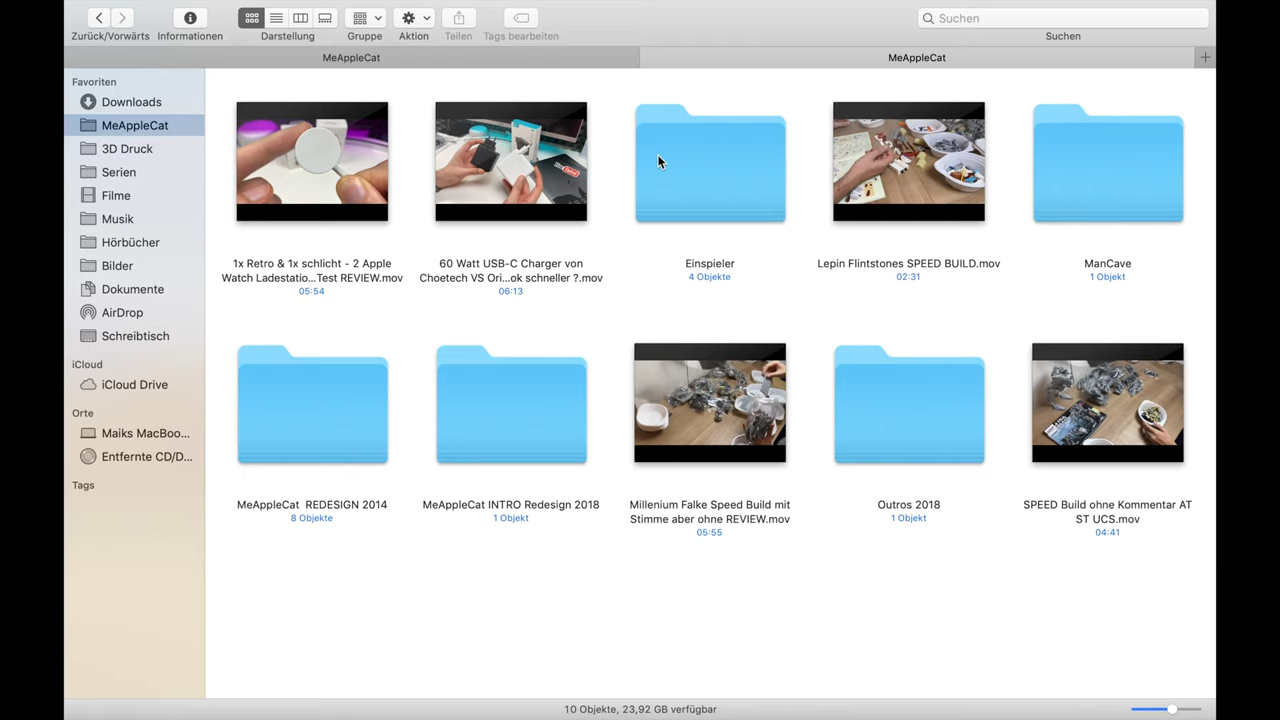 Suchen
Zurück/Vorwärts
Informationen
Darstellung
Gruppe
Aktion
Teilen
Tags bearbeiten
Suchen
MeAppleCat
MeAppleCat
Favoriten
Downloads
MeAppleCat
3D Druck
Serien
Filme
Musik
Hörbücher
Bilder
Dokumente
AirDrop
Schreibtisch
iCloud
iCloud Drive
Orte
Maiks MacBoo...
Entfernte CD/D...
Tags
1x Retro & 1x schlicht - 2 Apple
Watch Ladestatio...Test REVIEW.mov
05:54
60 Watt USB-C Charger von
Choetech VS Ori...ok schneller ?.mov
06:13
Einspieler
4 Objekte
Lepin Flintstones SPEED BUILD.mov
02:31
ManCave
1 Objekt
MeAppleCat  REDESIGN 2014
8 Objekte
MeAppleCat INTRO Redesign 2018
1 Objekt
Millenium Falke Speed Build mit
Stimme aber ohne REVIEW.mov
05:55
Outros 2018
1 Objekt
SPEED Build ohne Kommentar AT
ST UCS.mov
04:41
10 Objekte, 23,92 GB verfügbar